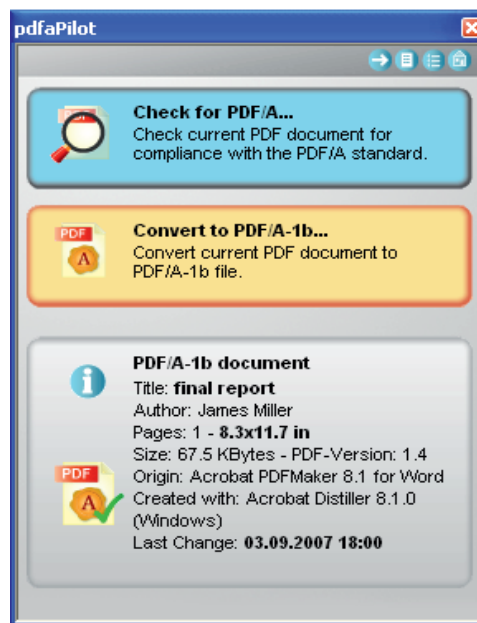 pdfaPilot
Check for PDF/A...
Check current PDF document for
compliance with the PDF/A standard.
PDF
Convert to PDF/A-1b...
Convert current PDF document to
PDF/A-1b file.
PDF/A-1b document
Title: final report
Author: James Miller
Pages: 1 - 8.3x11.7 in
Size: 67.5 KBytes - PDF-Version: 1.4
PDF
Origin: Acrobat PDFMaker 8.1 for Word
Created with: Acrobat Distiller 8.1.0
(Windows)
Last Change: 03.09.2007 18:00